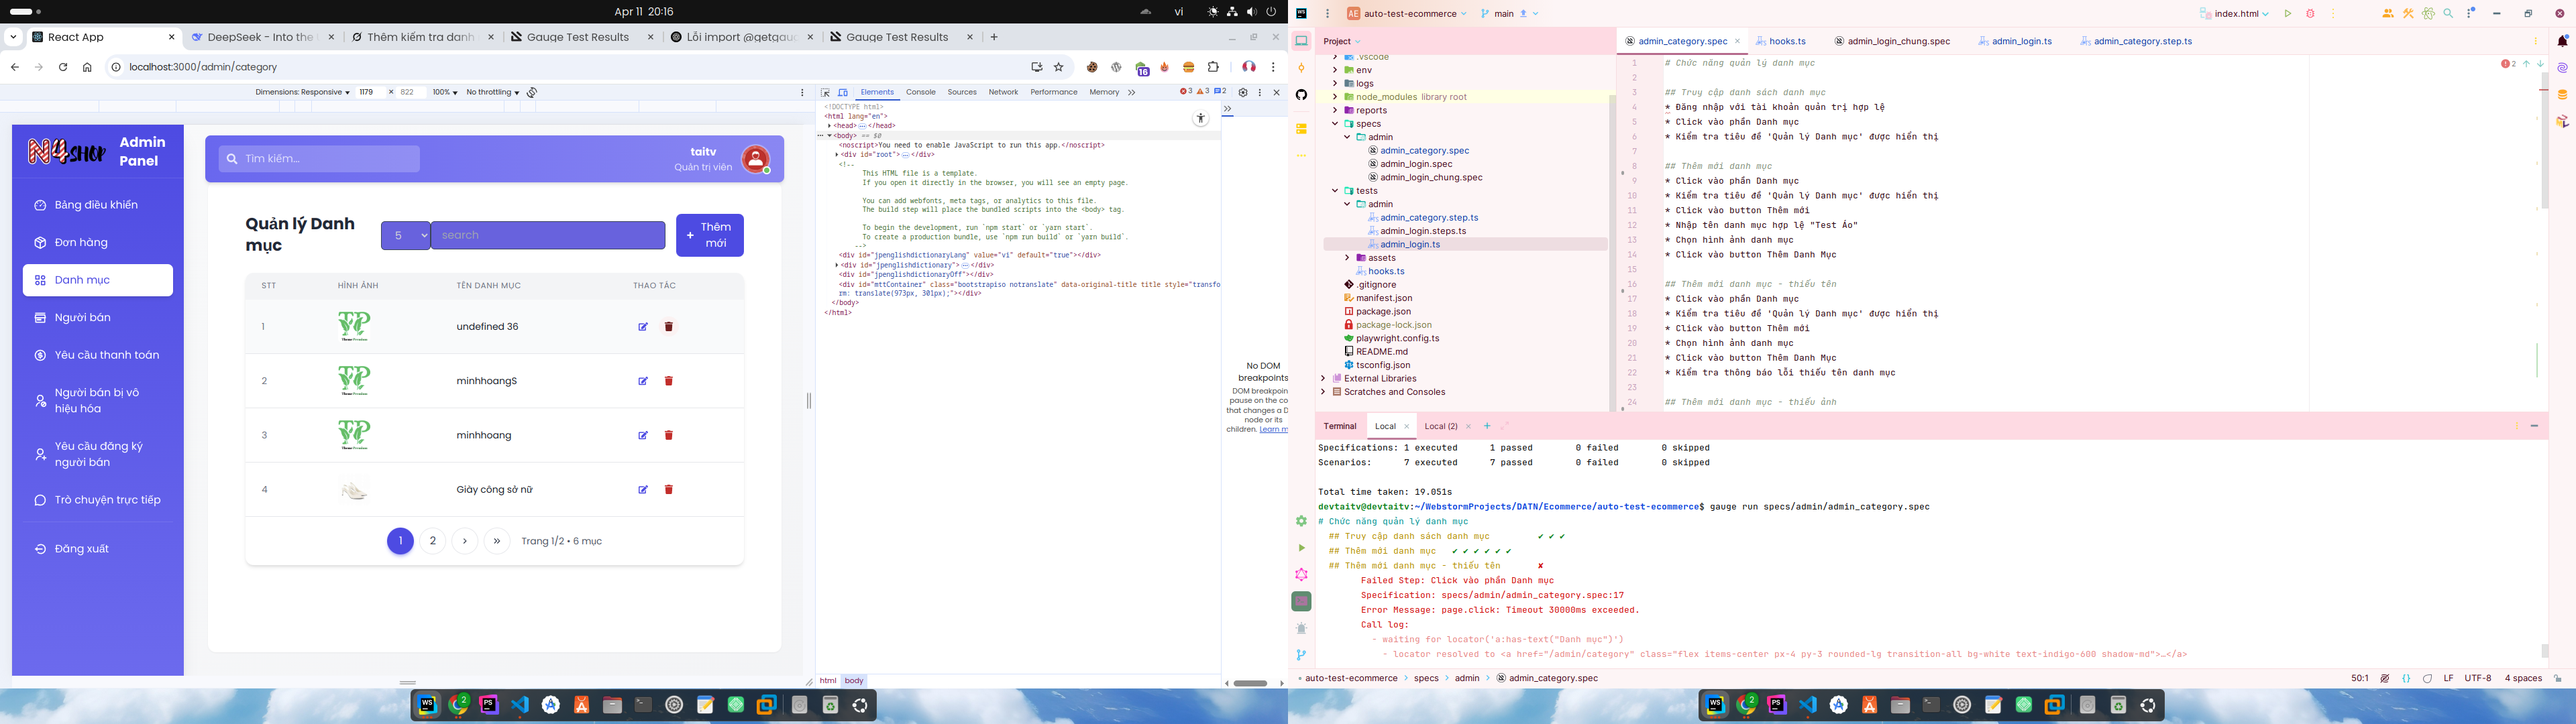 Apr 11 20:16
vi
React App
DeepSeek - Into the
Thêm kiểm tra danh
Gauge Test Results
Lỗi import @getgau
Gauge Test Results
localhost:3000/admin/category
16
Dimensions: Responsive 1179 × 822 100% No throttling
Elements Console Sources Network Performance Memory
3 3 2
N4SHOP
Admin Panel
Bảng điều khiển
Đơn hàng
Danh mục
Người bán
Yêu cầu thanh toán
Người bán bị vô
hiệu hóa
Yêu cầu đăng ký
người bán
Trò chuyện trực tiếp
Đăng xuất
Tìm kiếm...
taitv
Quản trị viên
Quản lý Danh
mục
5
search
+ Thêm
mới
STT HÌNH ẢNH TÊN DANH MỤC THAO TÁC
1 undefined 36
2 minhhoangS
3 minhhoang
4 Giày công sở nữ
1 2 › » Trang 1/2 • 6 mục
<!DOCTYPE html>
<html lang="en">
<head> </head>
<body> == $0
<noscript>You need to enable JavaScript to run this app.</noscript>
<div id="root"> </div>
<!--
This HTML file is a template.
If you open it directly in the browser, you will see an empty page.
You can add webfonts, meta tags, or analytics to this file.
The build step will place the bundled scripts into the <body> tag.
To begin the development, run `npm start` or `yarn start`.
To create a production bundle, use `npm run build` or `yarn build`.
-->
<div id="jpenglishdictionaryLang" value="vi" default="true"></div>
<div id="jpenglishdictionary"> </div>
<div id="jpenglishdictionaryOff"></div>
<div id="mttContainer" class="bootstrapiso notranslate" data-original-title title style="transfo
rm: translate(973px, 301px);"></div>
</body>
</html>
No DOM
breakpoints
DOM breakpoin
pause on the co
that changes a D
node or its
children. Learn m
html body
auto-test-ecommerce
main
index.html
Project
.vscode
env
logs
node_modules library root
reports
specs
admin
admin_category.spec
admin_login.spec
admin_login_chung.spec
tests
admin
admin_category.step.ts
admin_login.steps.ts
admin_login.ts
assets
hooks.ts
.gitignore
manifest.json
package.json
package-lock.json
playwright.config.ts
README.md
tsconfig.json
External Libraries
Scratches and Consoles
admin_category.spec hooks.ts admin_login_chung.spec admin_login.ts admin_category.step.ts
2
1 # Chức năng quản lý danh mục
2
3 ## Truy cập danh sách danh mục
4 * Đăng nhập với tài khoản quản trị hợp lệ
5 * Click vào phần Danh mục
6 * Kiểm tra tiêu đề 'Quản lý Danh mục' được hiển thị
7
8 ## Thêm mới danh mục
9 * Click vào phần Danh mục
10 * Kiểm tra tiêu đề 'Quản lý Danh mục' được hiển thị
11 * Click vào button Thêm mới
12 * Nhập tên danh mục hợp lệ "Test Áo"
13 * Chọn hình ảnh danh mục
14 * Click vào button Thêm Danh Mục
15
16 ## Thêm mới danh mục - thiếu tên
17 * Click vào phần Danh mục
18 * Kiểm tra tiêu đề 'Quản lý Danh mục' được hiển thị
19 * Click vào button Thêm mới
20 * Chọn hình ảnh danh mục
21 * Click vào button Thêm Danh Mục
22 * Kiểm tra thông báo lỗi thiếu tên danh mục
23
24 ## Thêm mới danh mục - thiếu ảnh
Terminal Local Local (2)
Specifications: 1 executed 1 passed 0 failed 0 skipped
Scenarios: 7 executed 7 passed 0 failed 0 skipped
Total time taken: 19.051s
devtaitv@devtaitv:~/WebstormProjects/DATN/Ecommerce/auto-test-ecommerce$ gauge run specs/admin/admin_category.spec
# Chức năng quản lý danh mục
## Truy cập danh sách danh mục ✔ ✔ ✔
## Thêm mới danh mục ✔ ✔ ✔ ✔ ✔ ✔
## Thêm mới danh mục - thiếu tên ✘
Failed Step: Click vào phần Danh mục
Specification: specs/admin/admin_category.spec:17
Error Message: page.click: Timeout 30000ms exceeded.
Call log:
- waiting for locator('a:has-text("Danh mục")')
- locator resolved to <a href="/admin/category" class="flex items-center px-4 py-3 rounded-lg transition-all bg-white text-indigo-600 shadow-md">…</a>
auto-test-ecommerce › specs › admin › admin_category.spec
50:1 LF UTF-8 4 spaces